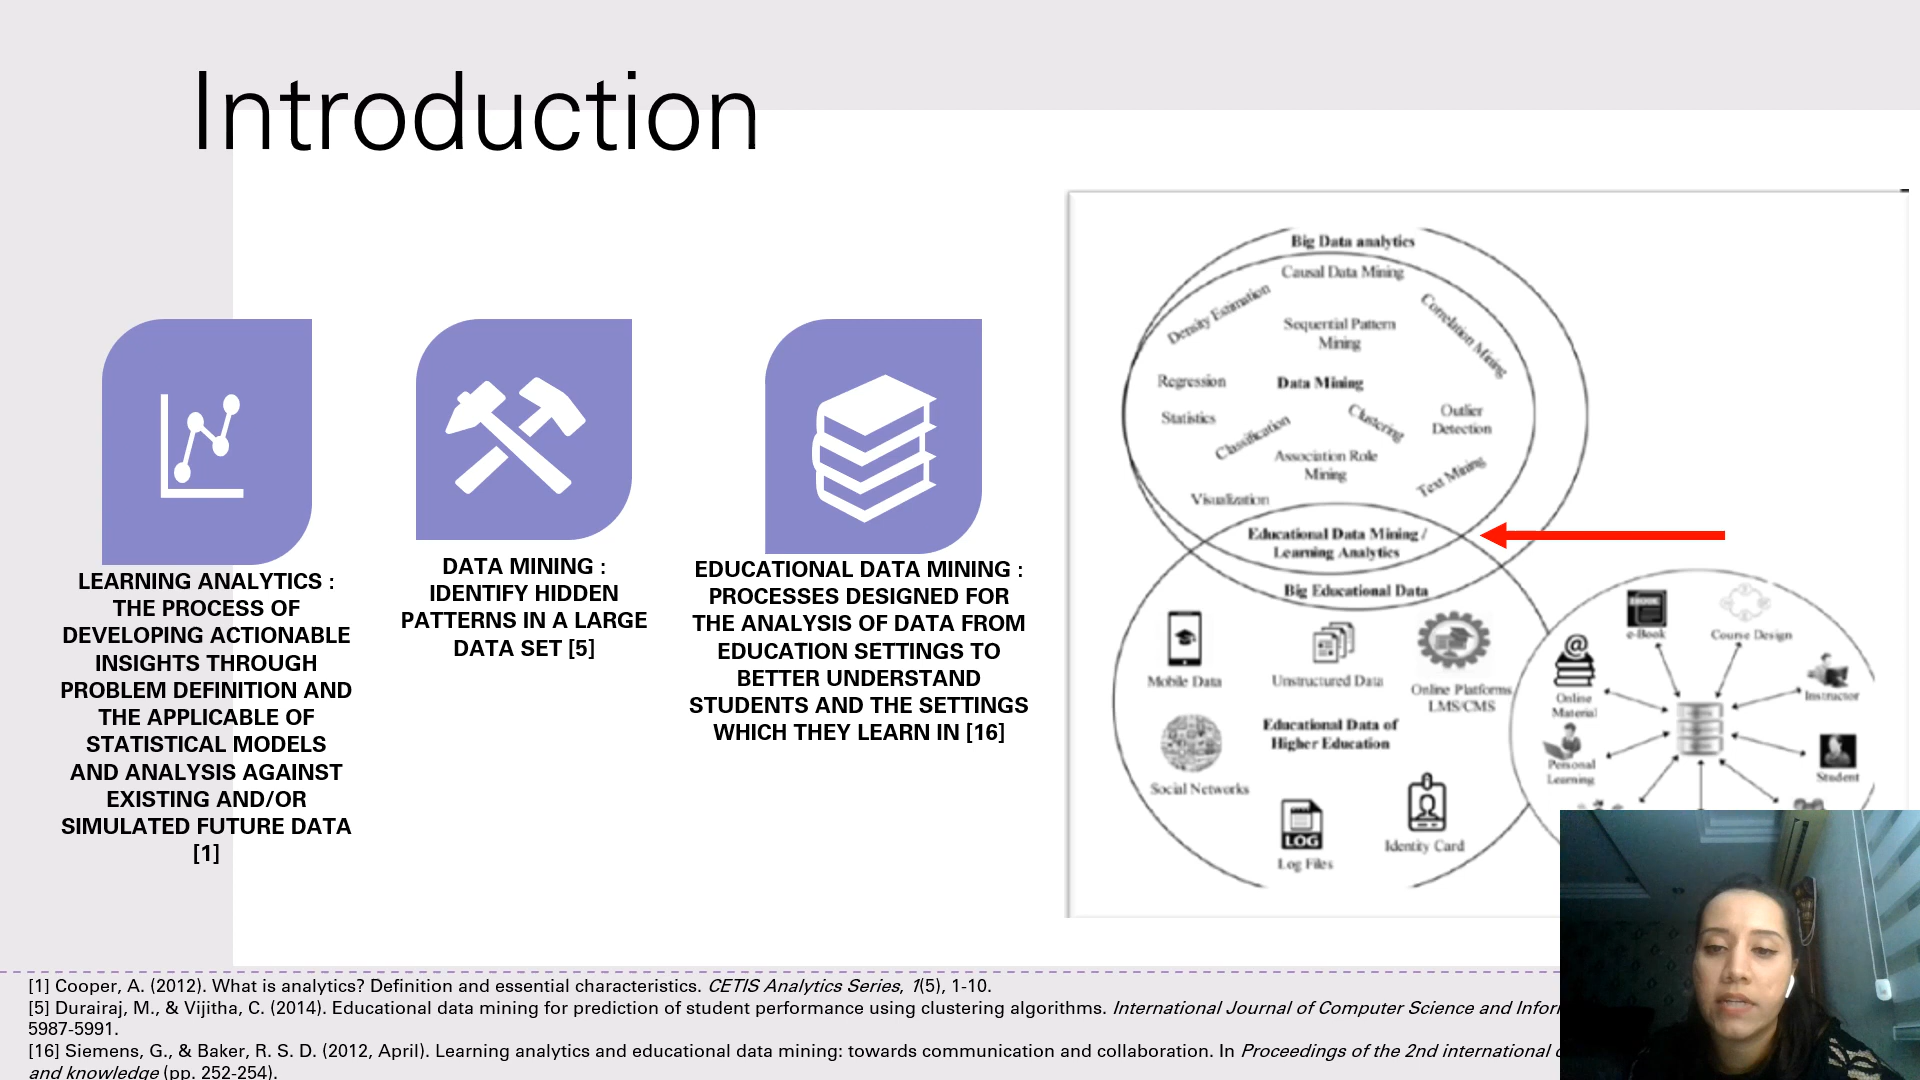 Introduction
LEARNING ANALYTICS :
THE PROCESS OF
DEVELOPING ACTIONABLE
INSIGHTS THROUGH
PROBLEM DEFINITION AND
THE APPLICABLE OF
STATISTICAL MODELS
AND ANALYSIS AGAINST
EXISTING AND/OR
SIMULATED FUTURE DATA
[1]
DATA MINING :
IDENTIFY HIDDEN
PATTERNS IN A LARGE
DATA SET [5]
EDUCATIONAL DATA MINING :
PROCESSES DESIGNED FOR
THE ANALYSIS OF DATA FROM
EDUCATION SETTINGS TO
BETTER UNDERSTAND
STUDENTS AND THE SETTINGS
WHICH THEY LEARN IN [16]
Big Data analytics
Causal Data Mining
Density Estimation
Correlation Mining
Sequential Pattern
Mining
Regression
Data Mining
Statistics
Classification
Clustering
Outlier
Detection
Association Role
Mining
Text Mining
Visualization
Educational Data Mining /
Learning Analytics
Big Educational Data
Mobile Data
Unstructured Data
Online Platforms
LMS/CMS
Educational Data of
Higher Education
Social Networks
LOG
Log Files
Identity Card
EBOOK
e-Book
Course Design
@
Online
Material
Instructor
Personal
Learning
Student
[1] Cooper, A. (2012). What is analytics? Definition and essential characteristics. CETIS Analytics Series, 1(5), 1-10.
[5] Durairaj, M., & Vijitha, C. (2014). Educational data mining for prediction of student performance using clustering algorithms. International Journal of Computer Science and
5987-5991.
[16] Siemens, G., & Baker, R. S. D. (2012, April). Learning analytics and educational data mining: towards communication and collaboration. In Proceedings of the 2nd international
and knowledge (pp. 252-254).